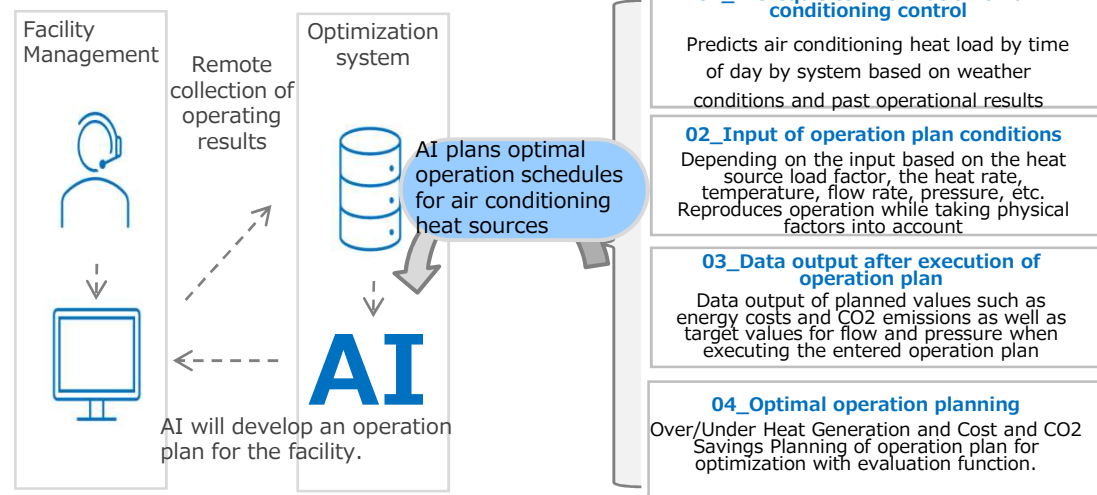 Facility
Management
Remote
collection of
operating
results
Optimization
system
AI plans optimal
operation schedules
for air conditioning
heat sources
AI
AI will develop an operation
plan for the facility.
conditioning control
Predicts air conditioning heat load by time
of day by system based on weather
conditions and past operational results
02_Input of operation plan conditions
Depending on the input based on the heat
source load factor, the heat rate,
temperature, flow rate, pressure, etc.
Reproduces operation while taking physical
factors into account
03_Data output after execution of
operation plan
Data output of planned values such as
energy costs and CO2 emissions as well as
target values for flow and pressure when
executing the entered operation plan
04_Optimal operation planning
Over/Under Heat Generation and Cost and CO2
Savings Planning of operation plan for
optimization with evaluation function.